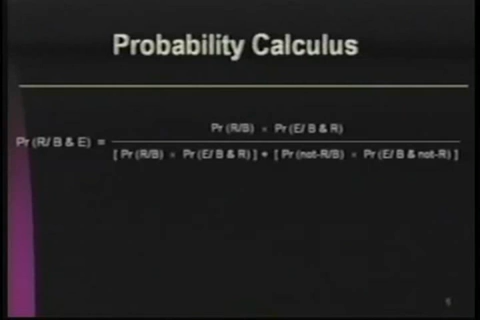 Probability Calculus
Pr (R/B) × Pr (E/ B & R)
Pr (R/ B & E) =
[ Pr (R/B) × Pr (E/ B & R) ] + [ Pr (not-R/B) × Pr (E/ B & not-R) ]